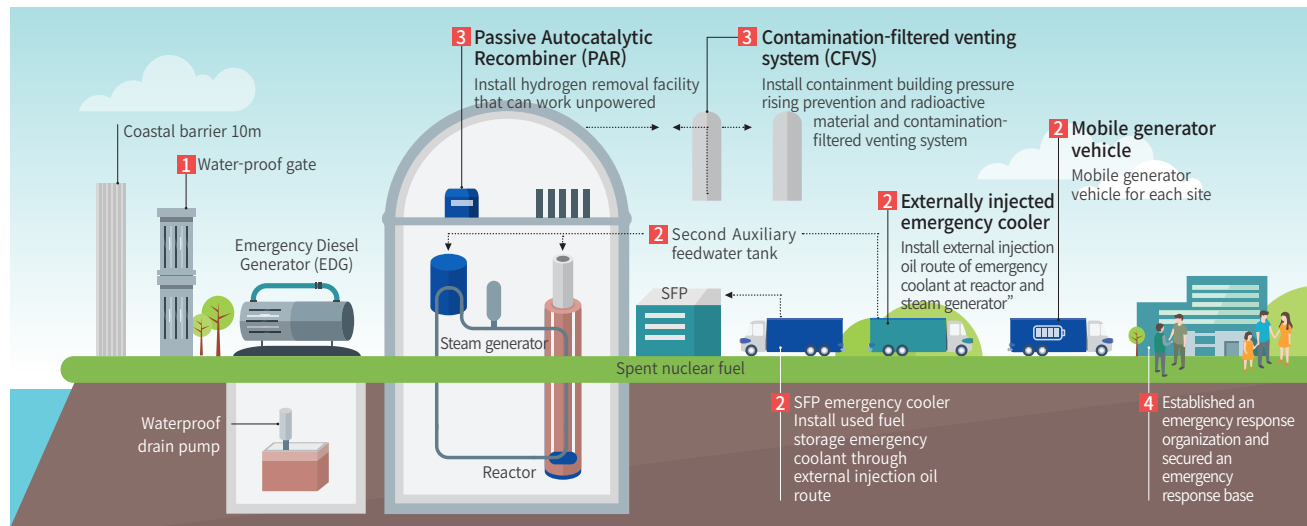 3 Passive Autocatalytic
Recombiner (PAR)
Install hydrogen removal facility
that can work unpowered
3 Contamination-filtered venting
system (CFVS)
Install containment building pressure
rising prevention and radioactive
material and contamination-
filtered venting system
Coastal barrier 10m
1 Water-proof gate
2 Mobile generator
vehicle
Mobile generator
vehicle for each site
Emergency Diesel
Generator (EDG)
2 Second Auxiliary
feedwater tank
2 Externally injected
emergency cooler
Install external injection
oil route of emergency
coolant at reactor and
steam generator”
SFP
Steam generator
Spent nuclear fuel
Waterproof
drain pump
Reactor
2 SFP emergency cooler
Install used fuel
storage emergency
coolant through
external injection oil
route
4 Established an
emergency response
organization and
secured an
emergency
response base